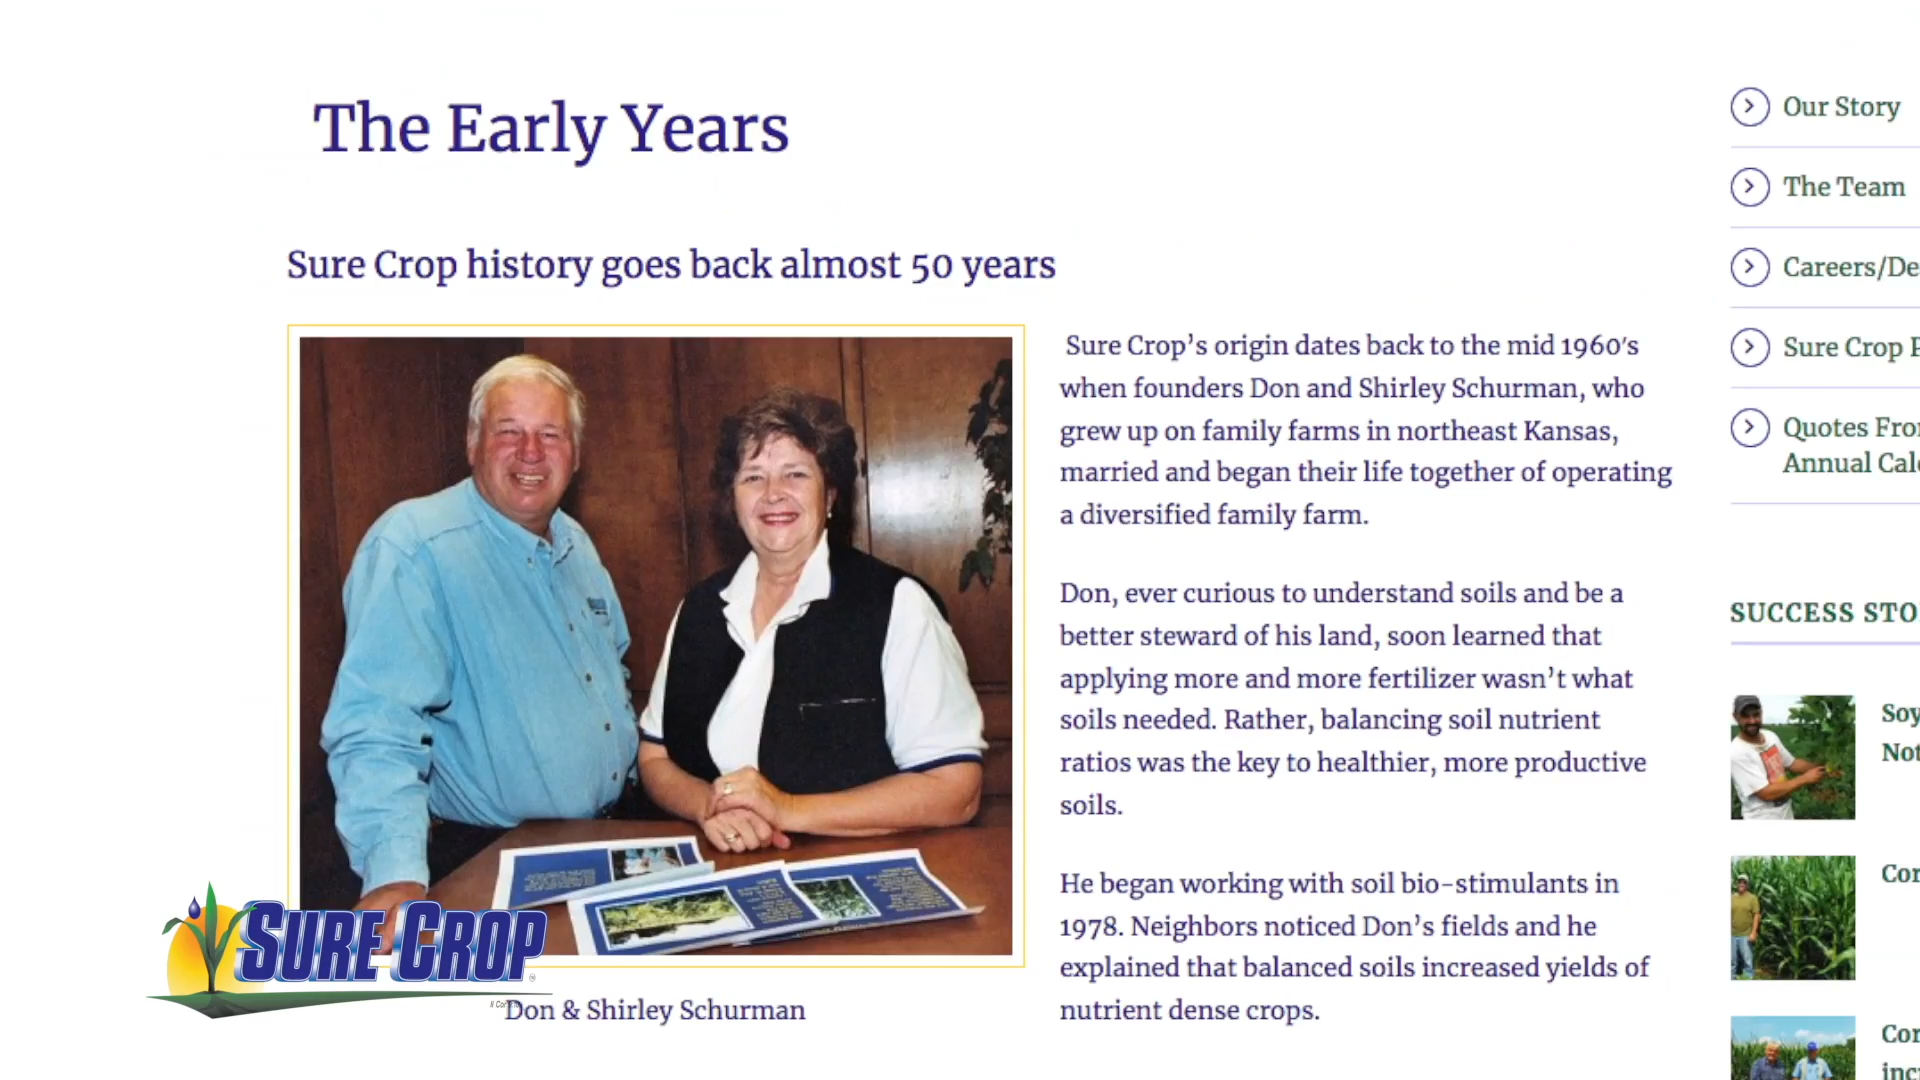 The Early Years
Sure Crop history goes back almost 50 years
Sure Crop’s origin dates back to the mid 1960's
when founders Don and Shirley Schurman, who
grew up on family farms in northeast Kansas,
married and began their life together of operating
a diversified family farm.
Don, ever curious to understand soils and be a
better steward of his land, soon learned that
applying more and more fertilizer wasn’t what
soils needed. Rather, balancing soil nutrient
ratios was the key to healthier, more productive
soils.
He began working with soil bio-stimulants in
1978. Neighbors noticed Don’s fields and he
explained that balanced soils increased yields of
nutrient dense crops.
Don & Shirley Schurman
SURE CROP
Our Story
The Team
Careers/De
Sure Crop P
Quotes Fro
Annual Cal
SUCCESS STO
Soy
Not
Cor
Cor
inc